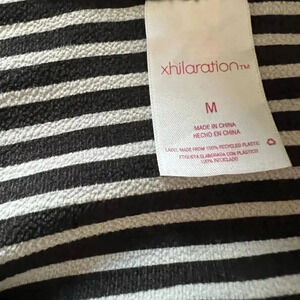 xhilaration™
M
MADE IN CHINA
HECHO EN CHINA
LABEL MADE FROM 100% RECYCLED PLASTIC
ETIQUETA ELABORADA CON PLÁSTICO
100% RECICLADO